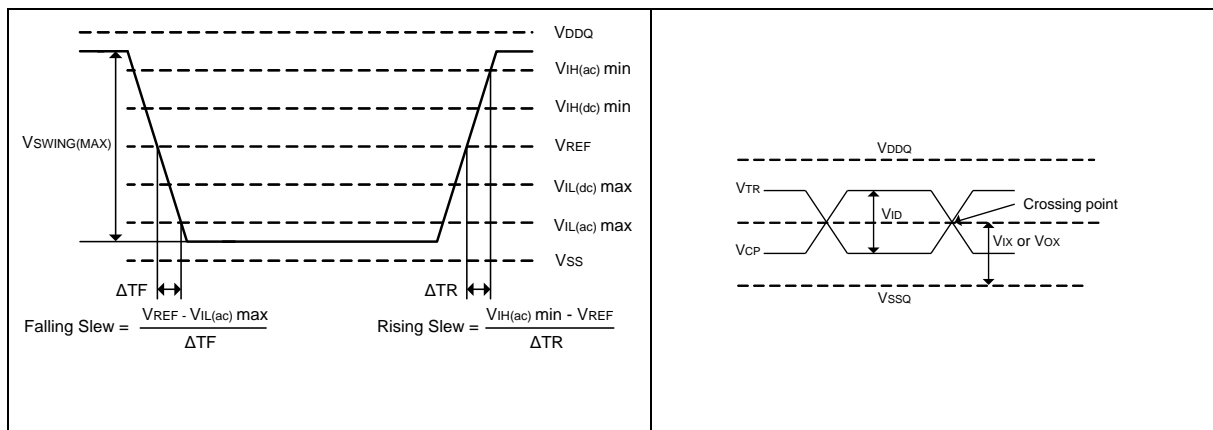 VDDQ
VIH(ac) min
VIH(dc) min
VSWING(MAX)
VREF
VIL(dc) max
VIL(ac) max
VSS
ΔTF
ΔTR
Falling Slew = VREF - VIL(ac) max
ΔTF
Rising Slew = VIH(ac) min - VREF
ΔTR
VDDQ
VTR
VID
Crossing point
VCP
VIX or VOX
VSSQ